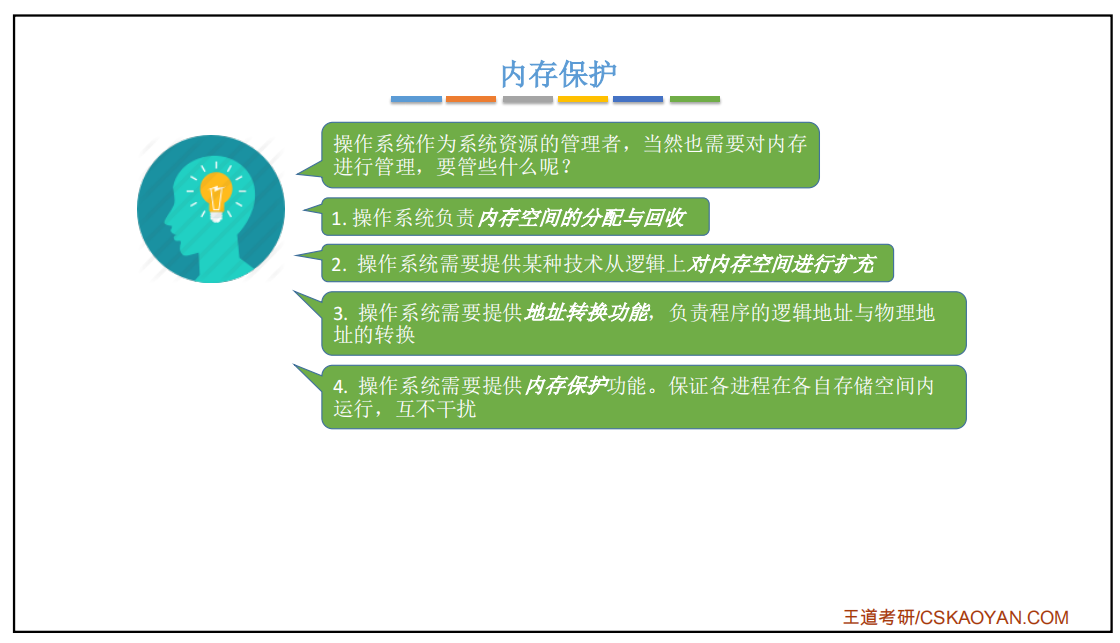 内存保护
操作系统作为系统资源的管理者，当然也需要对内存
进行管理，要管些什么呢？
1. 操作系统负责内存空间的分配与回收
2. 操作系统需要提供某种技术从逻辑上对内存空间进行扩充
3. 操作系统需要提供地址转换功能，负责程序的逻辑地址与物理地
址的转换
4. 操作系统需要提供内存保护功能。保证各进程在各自存储空间内
运行，互不干扰
王道考研/CSKAOYAN.COM